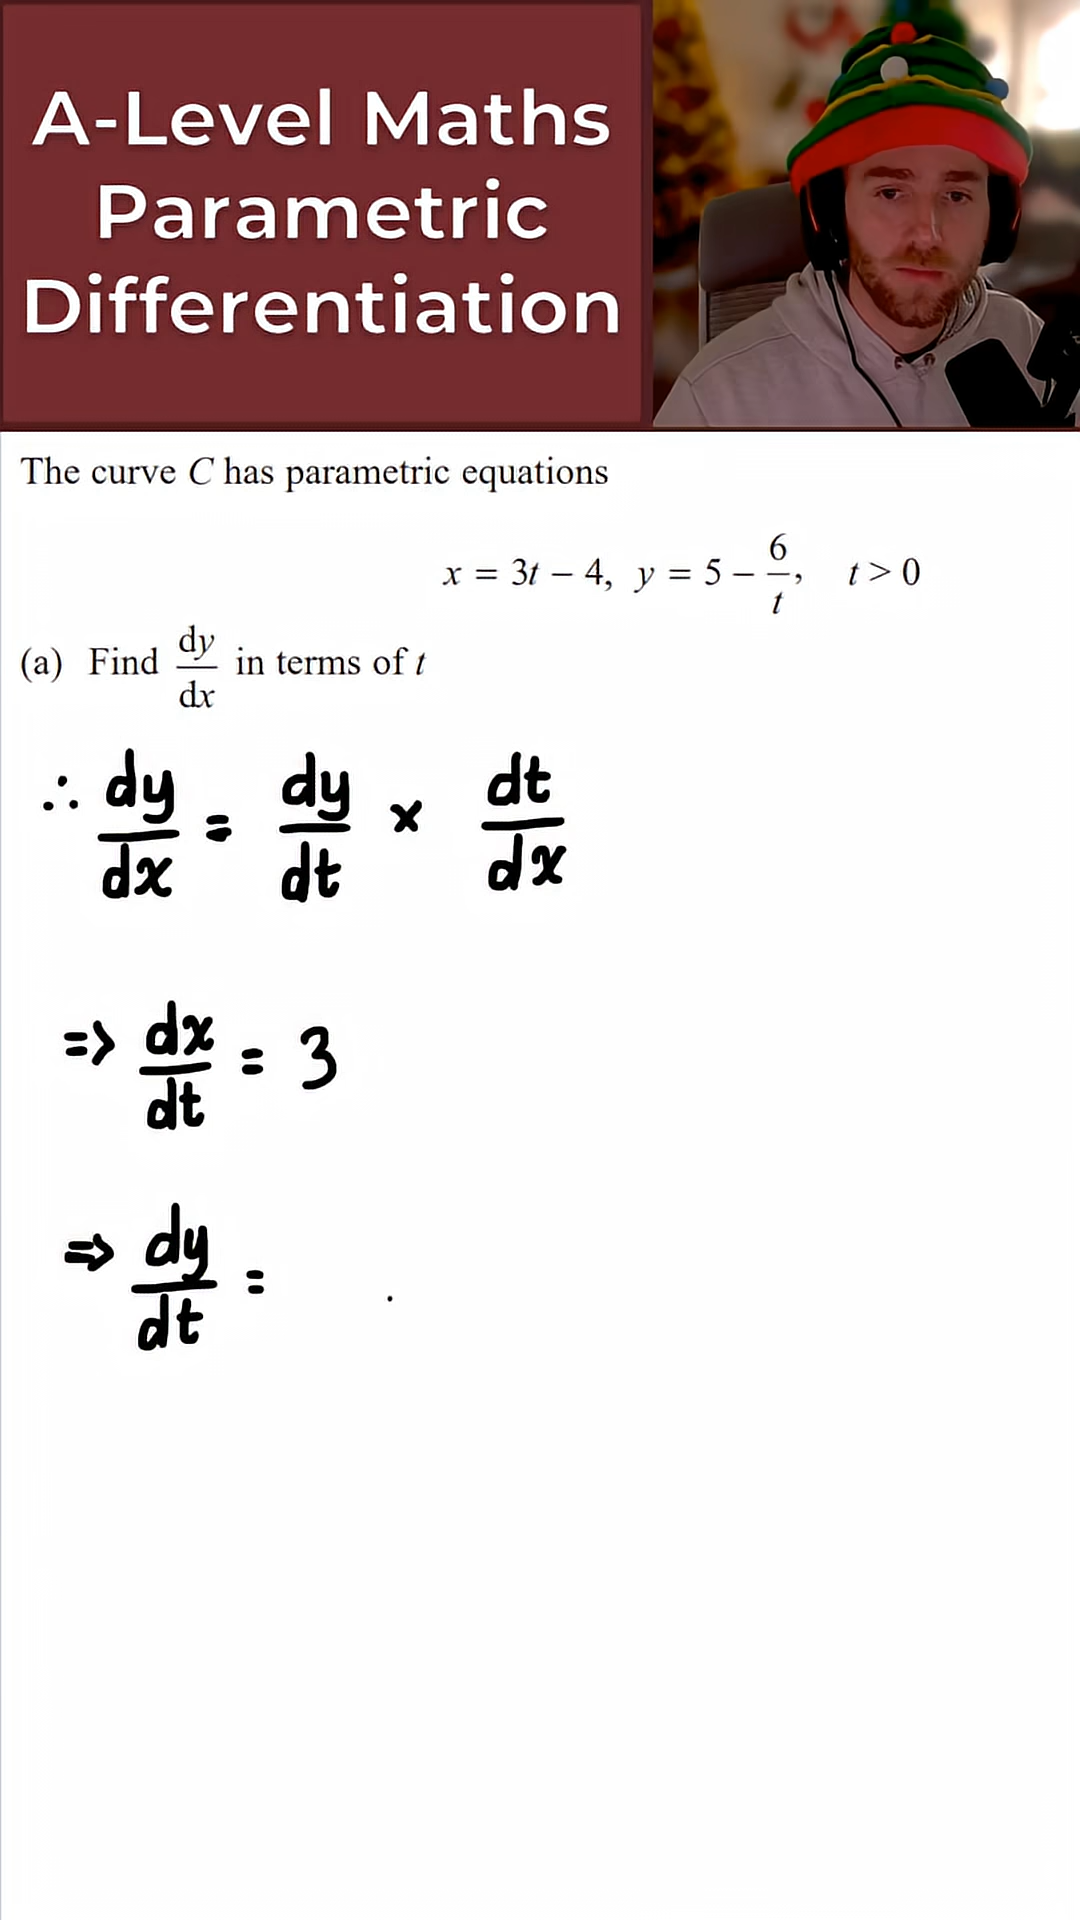 A-Level Maths
Parametric
Differentiation
The curve C has parametric equations
x = 3t − 4, y = 5 − 6/t, t > 0
(a) Find dy/dx in terms of t
∴ dy/dx = dy/dt × dt/dx
=> dx/dt = 3
=> dy/dt =